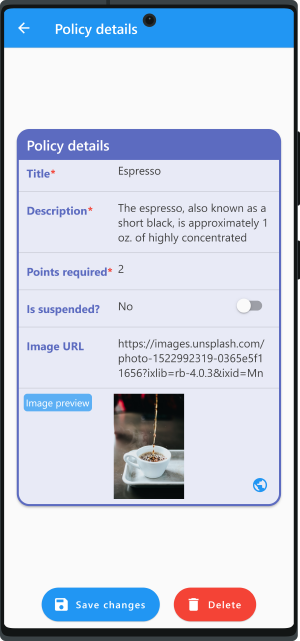 Policy details
Policy details
Title*
Espresso
Description*
The espresso, also known as a
short black, is approximately 1
oz. of highly concentrated
Points required*
2
Is suspended?
No
Image URL
https://images.unsplash.com/
photo-1522992319-0365e5f1
1656?ixlib=rb-4.0.3&ixid=Mn
Image preview
Save changes
Delete